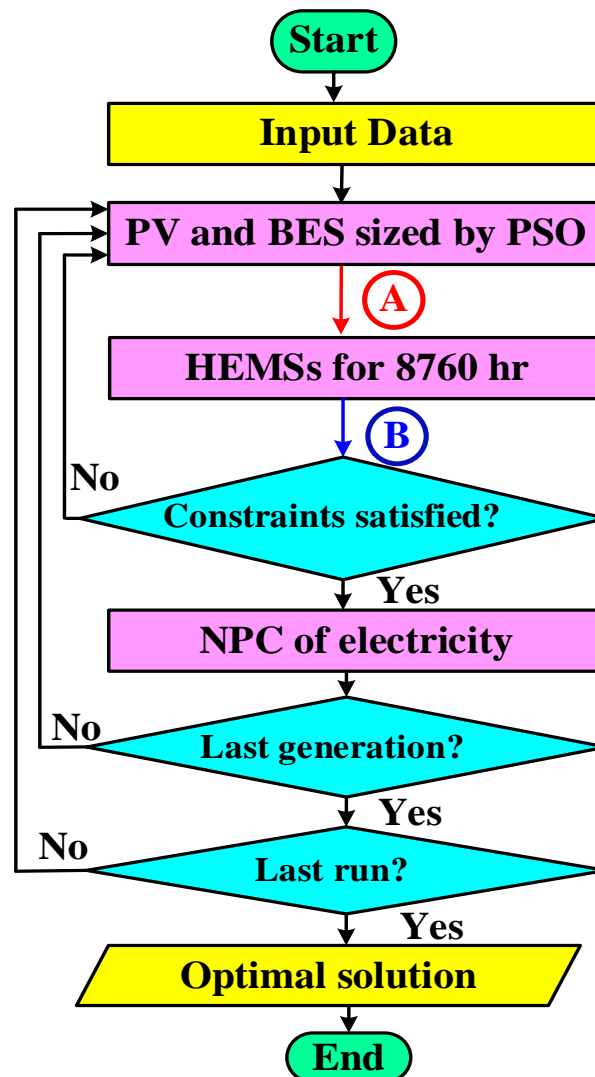 Start
Input Data
PV and BES sized by PSO
A
HEMSs for 8760 hr
B
No
Constraints satisfied?
Yes
NPC of electricity
No
Last generation?
Yes
No
Last run?
Yes
Optimal solution
End